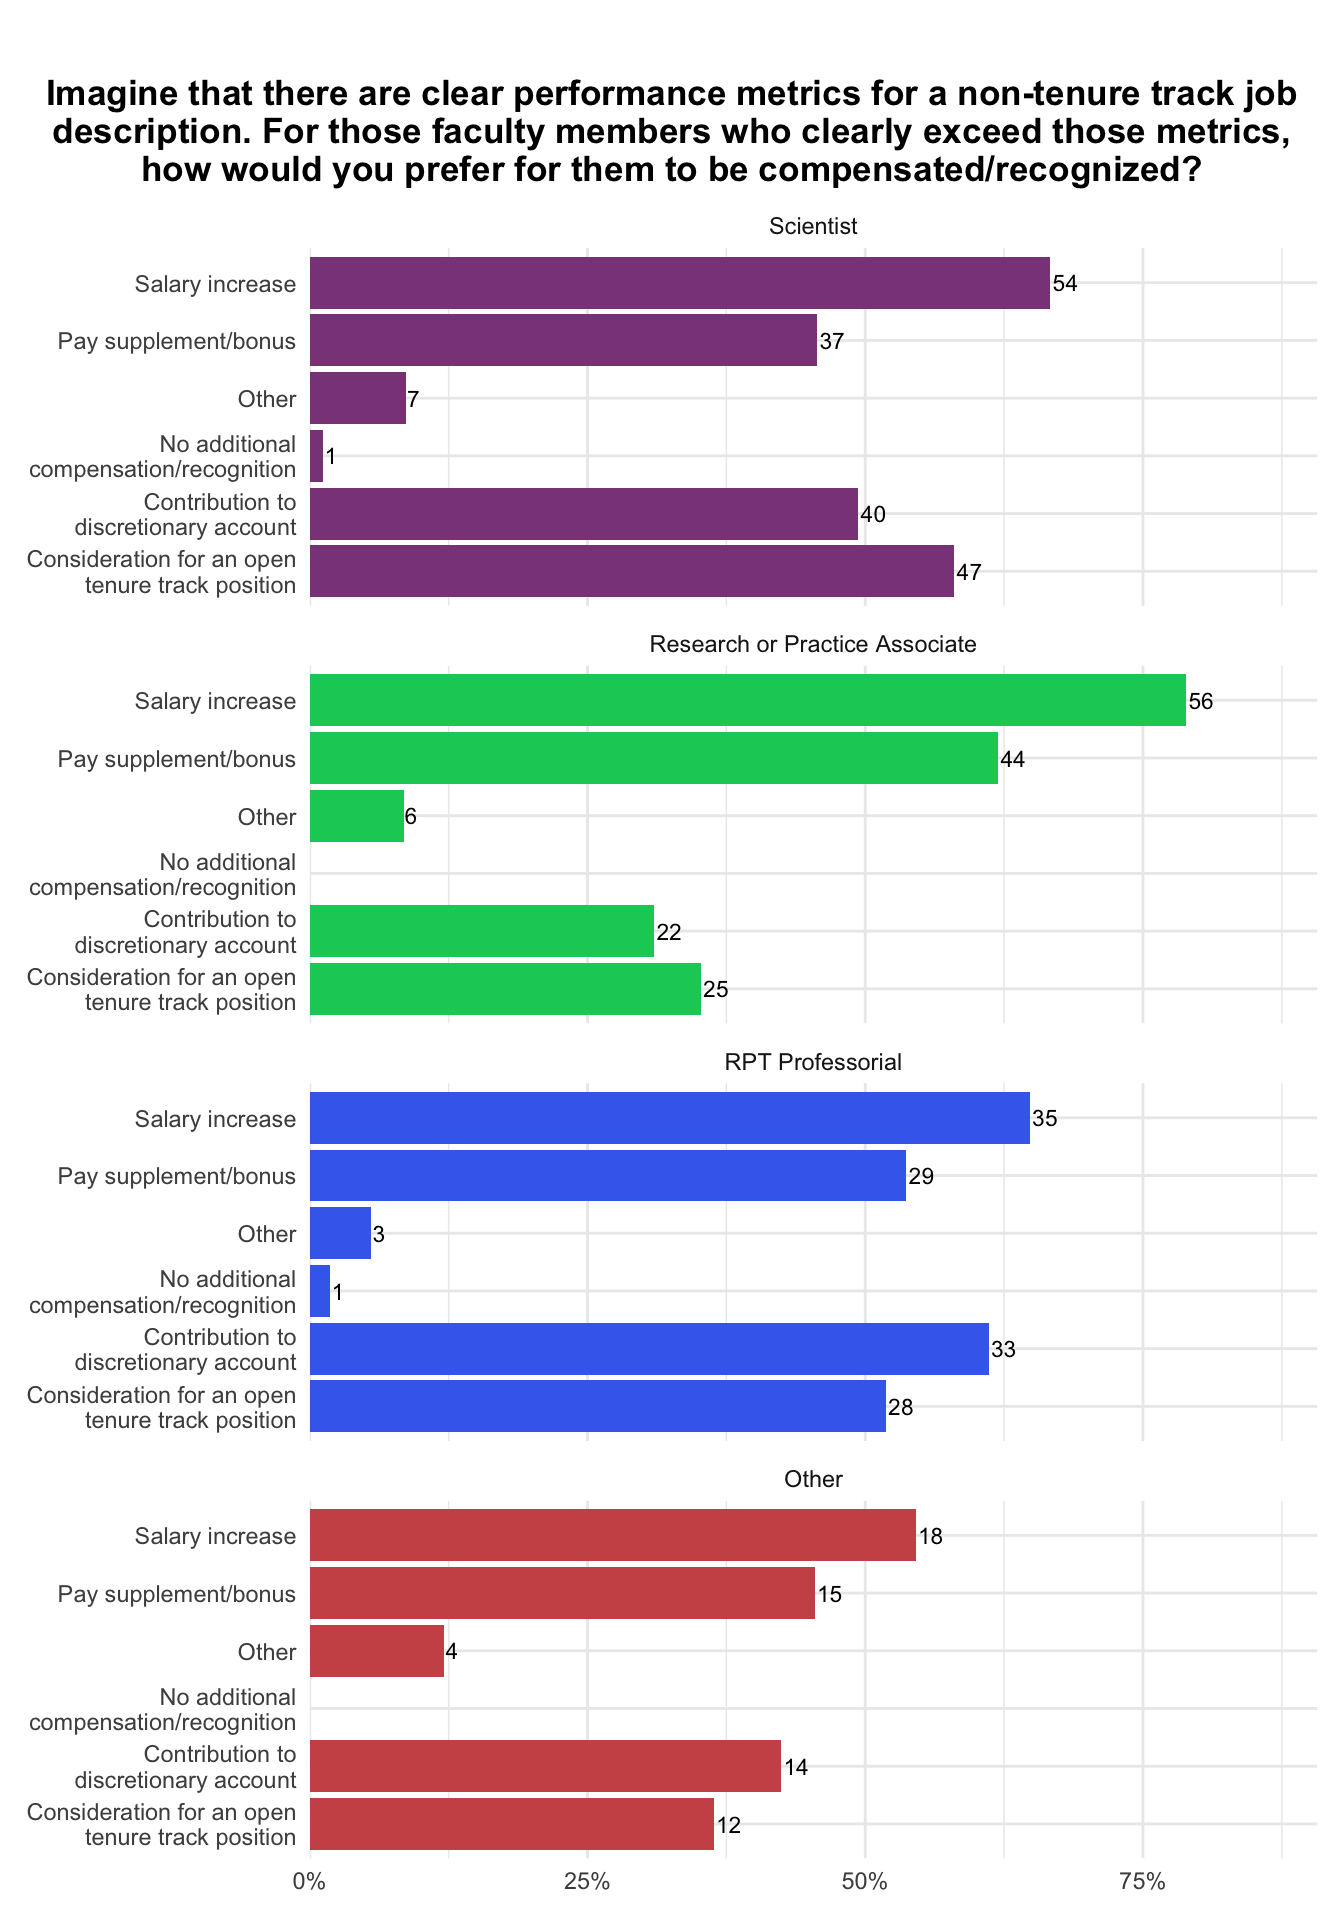 Imagine that there are clear performance metrics for a non-tenure track job
description. For those faculty members who clearly exceed those metrics,
how would you prefer for them to be compensated/recognized?
Scientist
Salary increase
54
Pay supplement/bonus
37
Other
7
No additional
compensation/recognition
1
Contribution to
discretionary account
40
Consideration for an open
tenure track position
47
Research or Practice Associate
Salary increase
56
Pay supplement/bonus
44
Other
6
No additional
compensation/recognition
Contribution to
discretionary account
22
Consideration for an open
tenure track position
25
RPT Professorial
Salary increase
35
Pay supplement/bonus
29
Other
3
No additional
compensation/recognition
1
Contribution to
discretionary account
33
Consideration for an open
tenure track position
28
Other
Salary increase
18
Pay supplement/bonus
15
Other
4
No additional
compensation/recognition
Contribution to
discretionary account
14
Consideration for an open
tenure track position
12
0% 25% 50% 75%